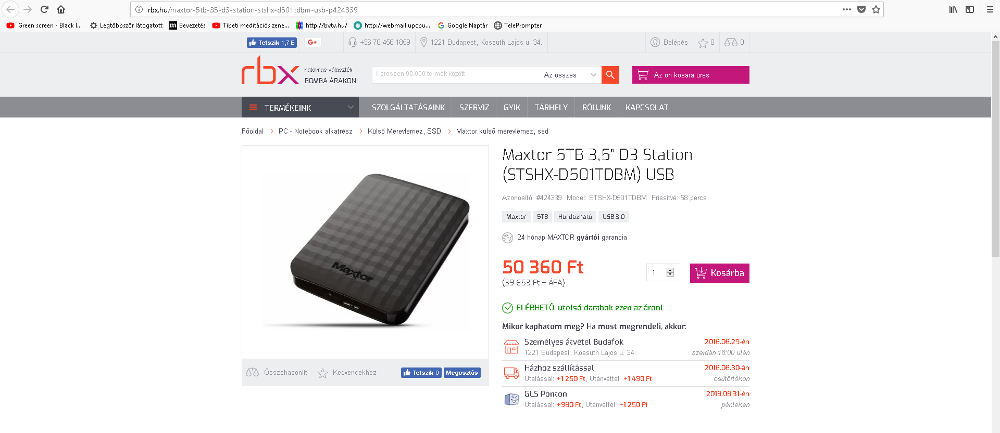 rbx.hu/maxtor-5tb-35-d3-station-stshx-d501tdbm-usb-p424339
Green screen - Black I...
Legtöbbször látogatott
m Bevezetés
Tibeti meditációs zene...
http://bvtv.hu/
http://webmail.upcbu...
G Google Naptár
TelePrompter
Tetszik 1,7 E
G+
+36 70-456-1859
1221 Budapest, Kossuth Lajos u. 34.
Belépés
0
0
rbx
hatalmas választék
BOMBA ÁRAKON!
Keressen 90.000 termék között
Az összes
Az ön kosara üres.
TERMÉKEINK
SZOLGÁLTATÁSAINK
SZERVIZ
GYIK
TÁRHELY
RÓLUNK
KAPCSOLAT
Főoldal > PC - Notebook alkatrész > Külső Merevlemez, SSD > Maxtor külső merevlemez, ssd
Maxtor
Maxtor 5TB 3,5" D3 Station
(STSHX-D501TDBM) USB
Azonosító: #424339 Model: STSHX-D501TDBM Frissítve: 58 perce
Maxtor 5TB Hordozható USB 3.0
24 hónap MAXTOR gyártói garancia
50 360 Ft
(39 653 Ft + ÁFA)
1
Kosárba
ELÉRHETŐ, utolsó darabok ezen az áron!
Mikor kaphatom meg? Ha most megrendeli, akkor:
Személyes átvétel Budafok 2018.08.29-én
1221 Budapest, Kossuth Lajos u. 34. szerdán 16:00 után
Házhoz szállítással 2018.08.30-án
Utalással: +1 250 Ft, Utánvéttel: +1 490 Ft csütörtökön
GLS Ponton 2018.08.31-én
Utalással: +980 Ft, Utánvéttel: +1 250 Ft pénteken
Összehasonlít
Kedvencekhez
Tetszik 0
Megosztás